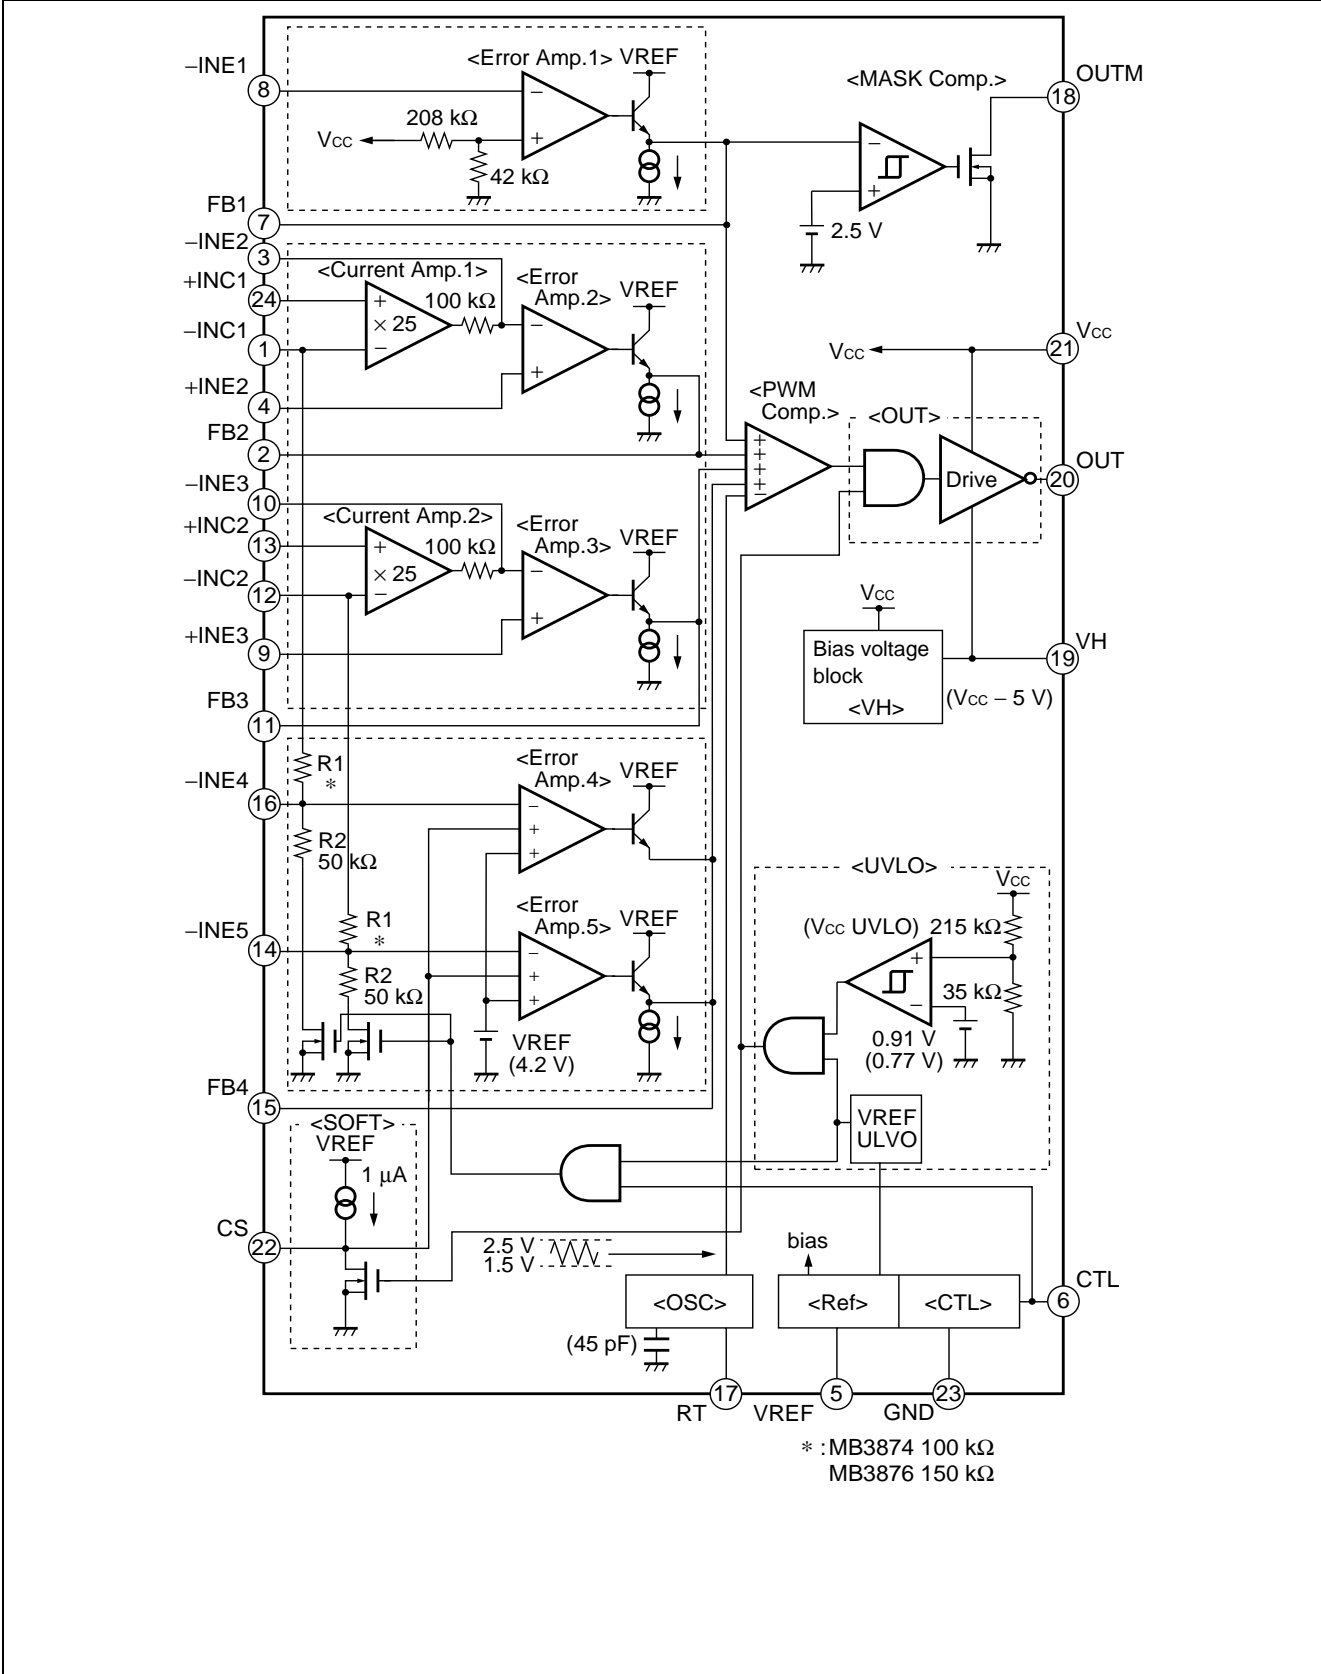 −INE1
8
<Error Amp.1>
VREF
−
+
208 kΩ
VCC
42 kΩ
<MASK Comp.>
−
+
2.5 V
OUTM
18
FB1
7
−INE2
3
+INC1
24
−INC1
1
+INE2
4
FB2
2
<Current Amp.1>
+
× 25
−
100 kΩ
<Error
Amp.2>
VREF
−
+
VCC
VCC
21
<PWM
Comp.>
+
+
+
+
−
<OUT>
Drive
OUT
20
−INE3
10
+INC2
13
−INC2
12
+INE3
9
FB3
11
<Current Amp.2>
+
× 25
−
100 kΩ
<Error
Amp.3>
VREF
−
+
VCC
Bias voltage
block
<VH>
VH
19
(VCC − 5 V)
−INE4
16
R1
*
R2
50 kΩ
<Error
Amp.4>
VREF
−
+
+
−INE5
14
R1
*
R2
50 kΩ
<Error
Amp.5>
VREF
−
+
+
VREF
(4.2 V)
<UVLO>
VCC
(VCC UVLO)
215 kΩ
+
−
35 kΩ
0.91 V
(0.77 V)
VREF
ULVO
FB4
15
<SOFT>
VREF
1 µA
CS
22
2.5 V
1.5 V
bias
<OSC>
<Ref>
<CTL>
CTL
6
(45 pF)
17
5
23
RT
VREF
GND
* : MB3874 100 kΩ
MB3876 150 kΩ